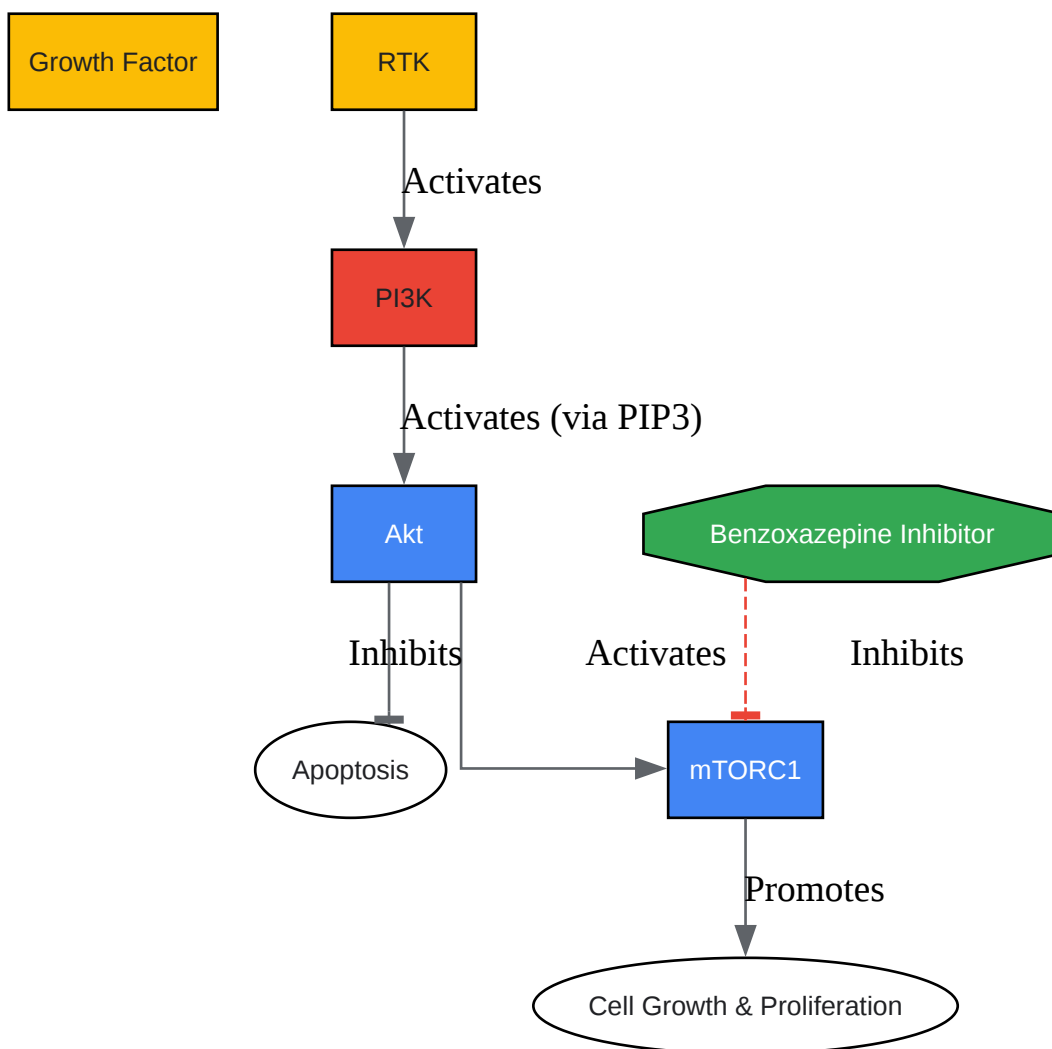 Growth Factor
RTK
Activates
PI3K
Activates (via PIP3)
Akt
Benzoxazepine Inhibitor
Inhibits
Activates
Inhibits
Apoptosis
mTORC1
Promotes
Cell Growth & Proliferation